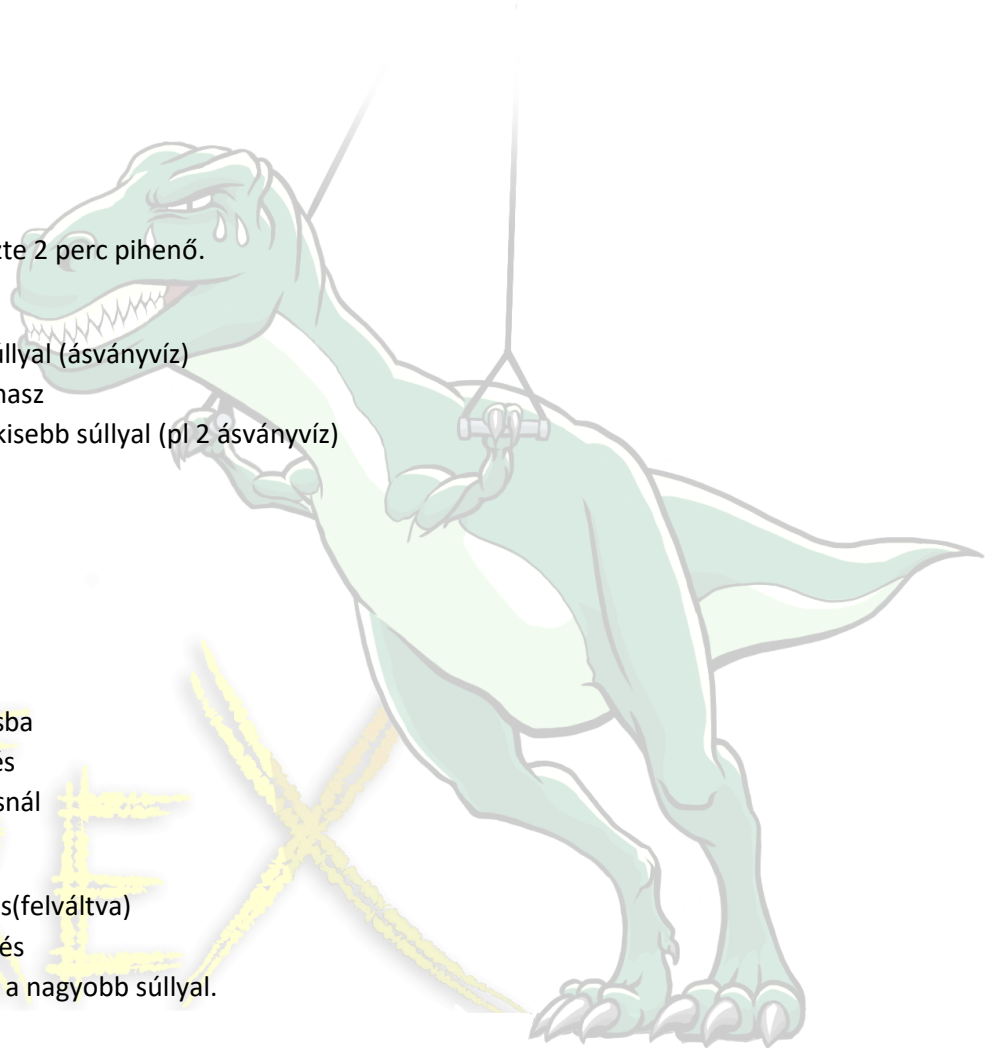 zte 2 perc pihenő.
úllyal (ásványvíz)
nasz
kisebb súllyal (pl 2 ásványvíz)
sba
és
snál
s(felváltva)
és
a nagyobb súllyal.
REX